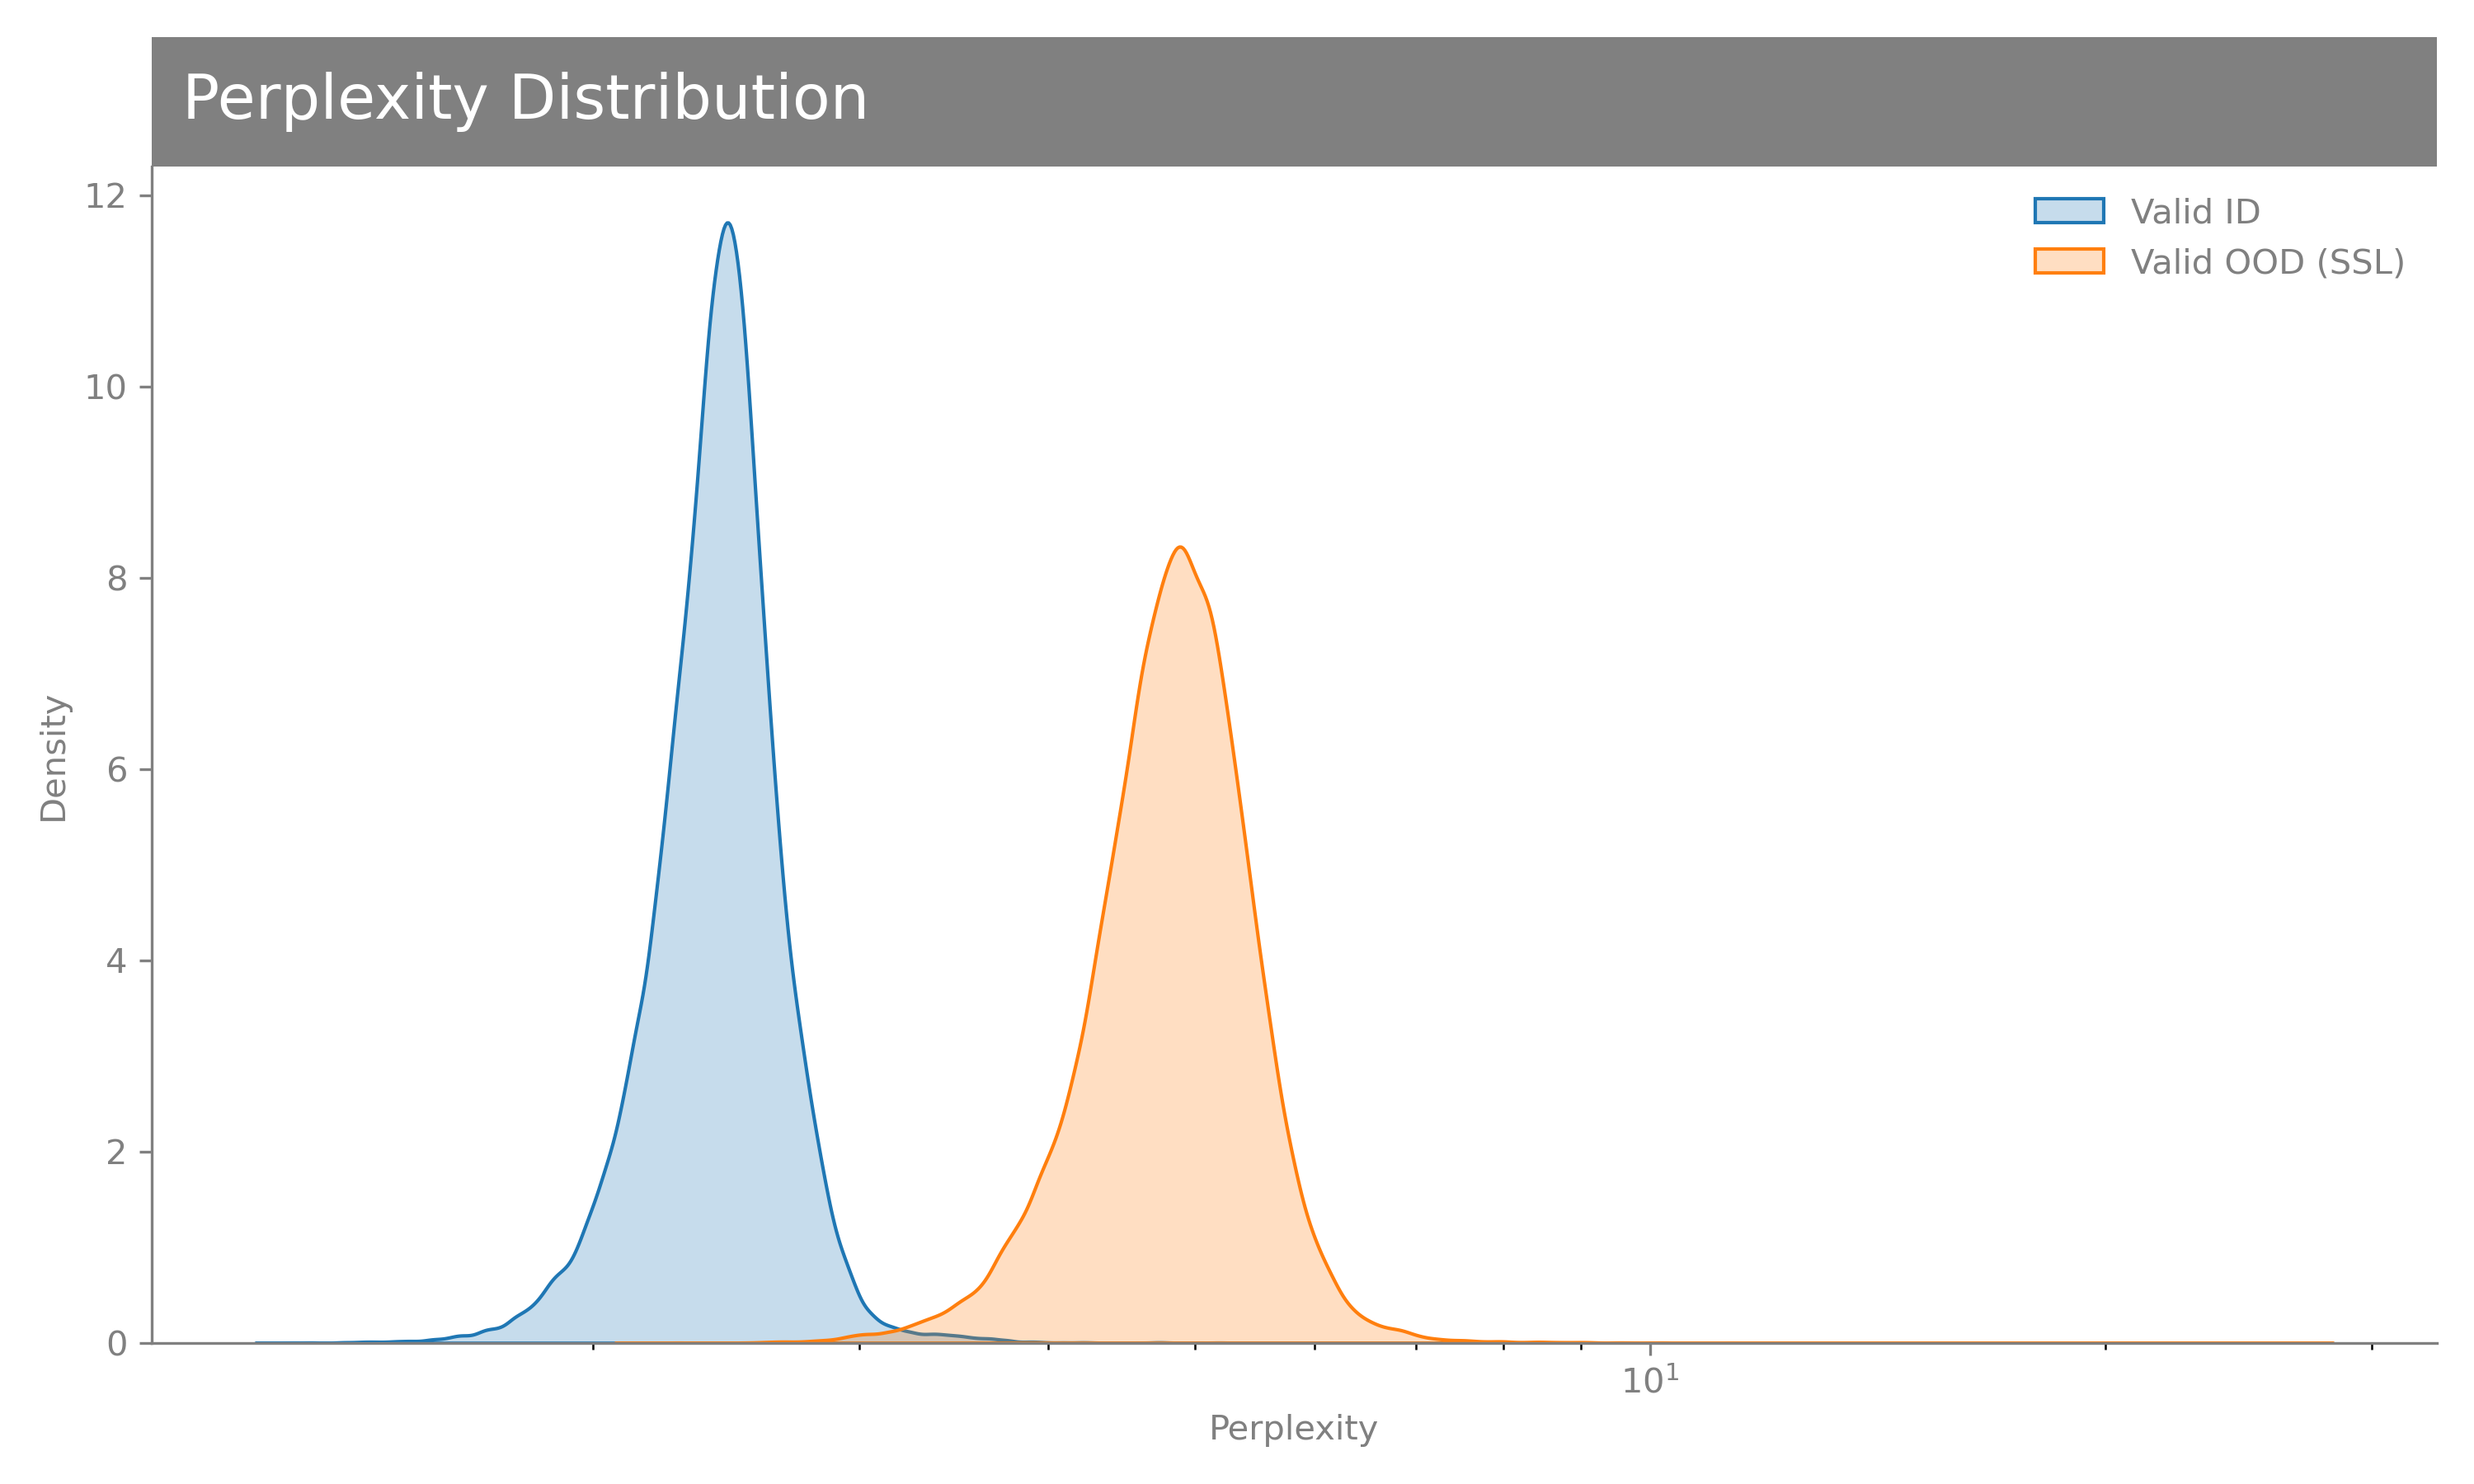 Perplexity Distribution
Valid ID
Valid OOD (SSL)
12
10
8
6
4
2
0
Density
10¹
Perplexity